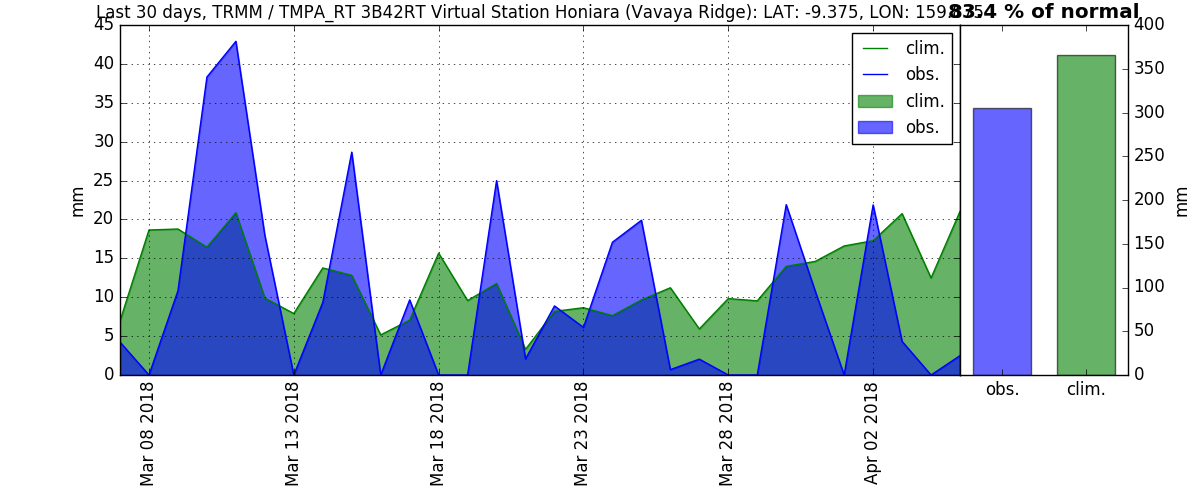 Last 30 days, TRMM / TMPA_RT 3B42RT Virtual Station Honiara (Vavaya Ridge): LAT: -9.375, LON:
83.4 % of normal
45
40
35
30
25
20
15
10
5
0
mm
clim.
obs.
clim.
obs.
Mar 08 2018
Mar 13 2018
Mar 18 2018
Mar 23 2018
Mar 28 2018
Apr 02 2018
400
350
300
250
200
150
100
50
0
mm
obs.
clim.